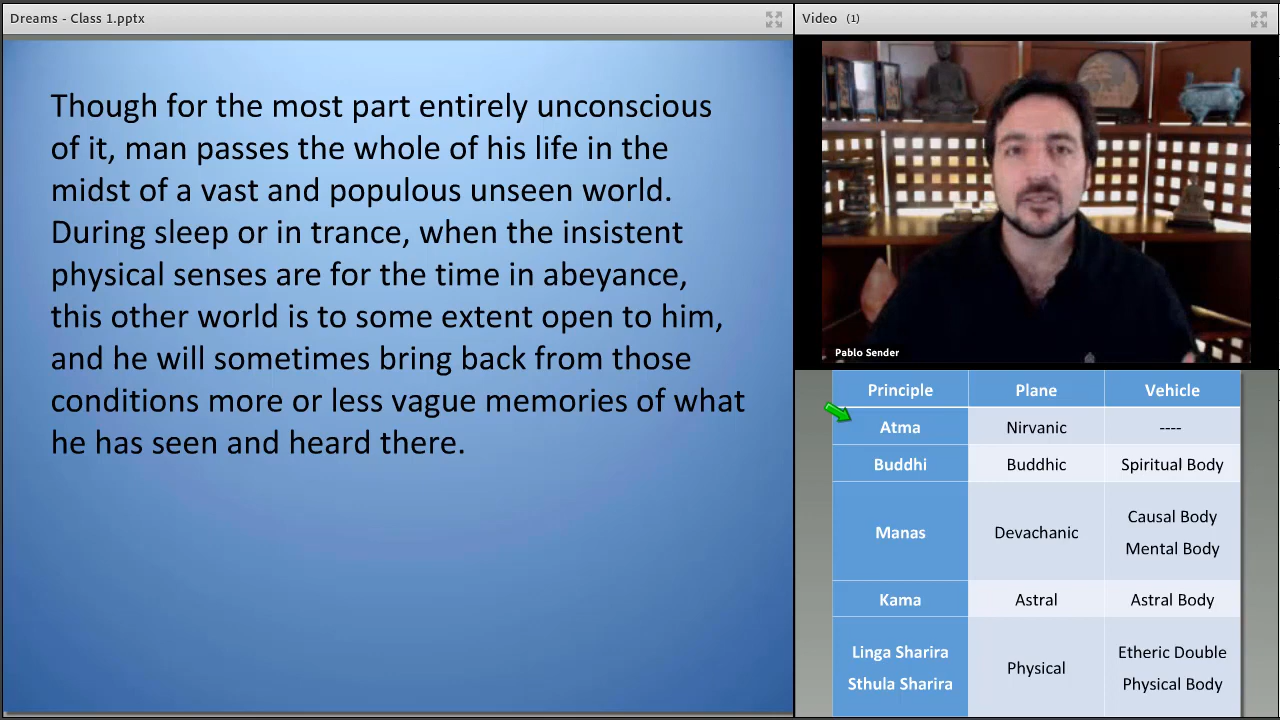 Dreams - Class 1.pptx
Though for the most part entirely unconscious
of it, man passes the whole of his life in the
midst of a vast and populous unseen world.
During sleep or in trance, when the insistent
physical senses are for the time in abeyance,
this other world is to some extent open to him,
and he will sometimes bring back from those
conditions more or less vague memories of what
he has seen and heard there.
Video (1)
Pablo Sender
Principle Plane Vehicle
Atma Nirvanic ----
Buddhi Buddhic Spiritual Body
Manas Devachanic Causal Body
Mental Body
Kama Astral Astral Body
Linga Sharira Physical Etheric Double
Sthula Sharira Physical Body